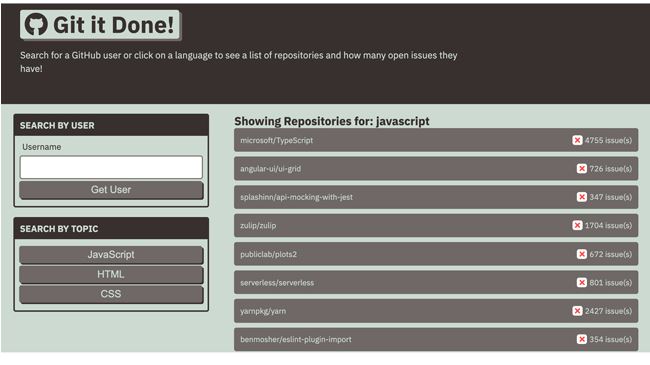 Git it Done!
Search for a GitHub user or click on a language to see a list of repositories and how many open issues they
have!
SEARCH BY USER
Username
Get User
SEARCH BY TOPIC
JavaScript
HTML
CSS
Showing Repositories for: javascript
microsoft/TypeScript 4755 issue(s)
angular-ui/ui-grid 726 issue(s)
splashinn/api-mocking-with-jest 347 issue(s)
zulip/zulip 1704 issue(s)
publiclab/plots2 672 issue(s)
serverless/serverless 801 issue(s)
yarnpkg/yarn 2427 issue(s)
benmosher/eslint-plugin-import 354 issue(s)